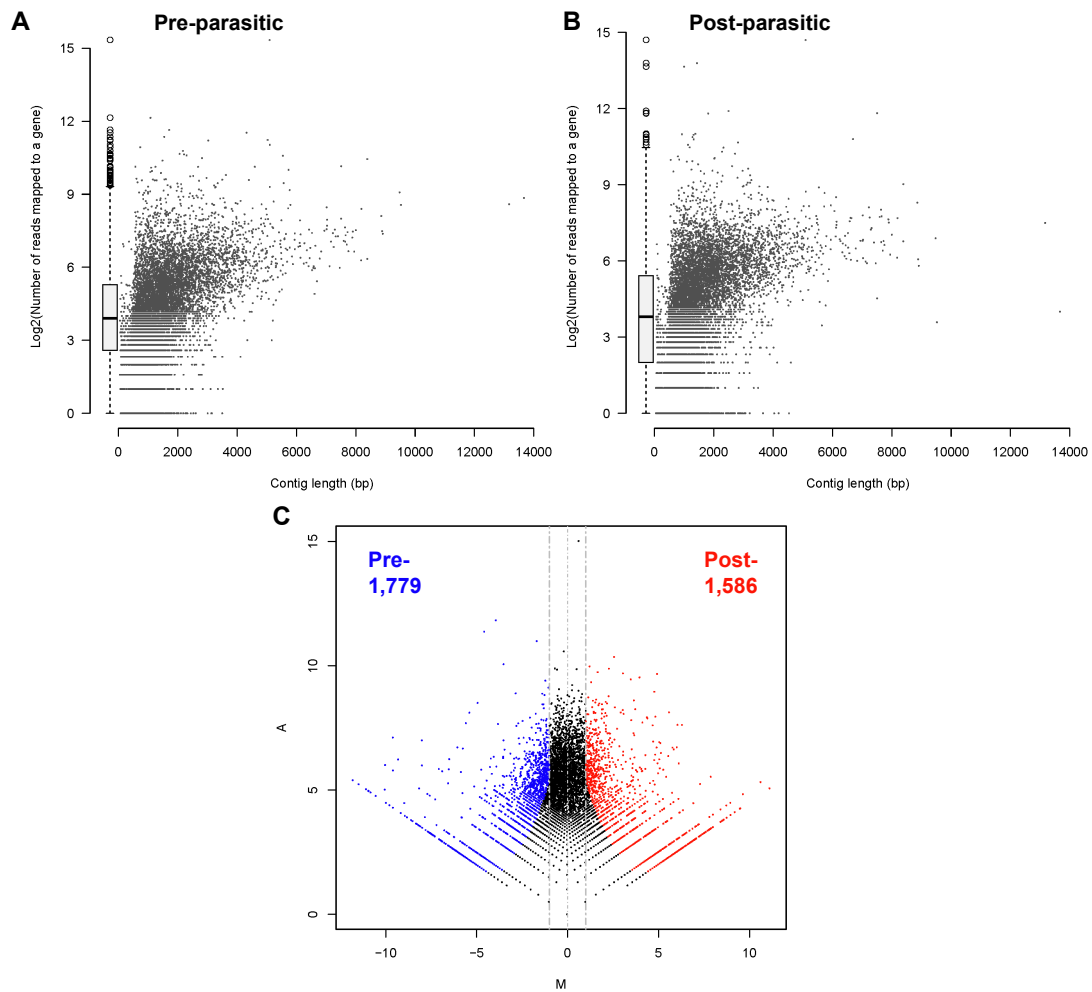 A
Pre-parasitic
Log2(Number of reads mapped to a gene)
15
12
9
6
3
0
0 2000 4000 6000 8000 10000 12000 14000
Contig length (bp)
B
Post-parasitic
Log2(Number of reads mapped to a gene)
15
12
9
6
3
0
0 2000 4000 6000 8000 10000 12000 14000
Contig length (bp)
C
Pre-
1,779
Post-
1,586
A
15
10
5
0
−10 −5 0 5 10
M